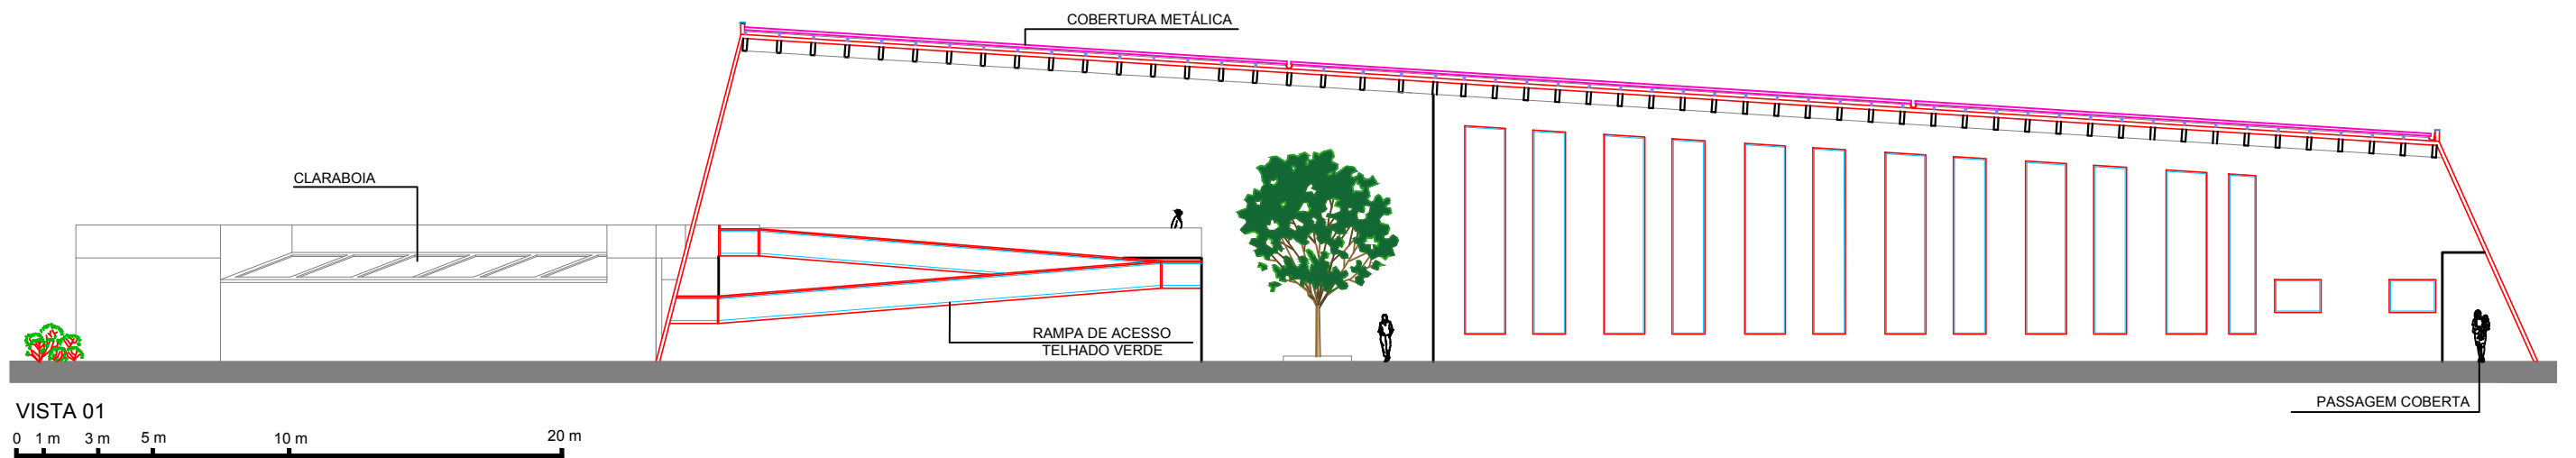 COBERTURA METÁLICA
CLARABOIA
RAMPA DE ACESSO
TELHADO VERDE
PASSAGEM COBERTA
VISTA 01
0 1 m 3 m 5 m 10 m 20 m